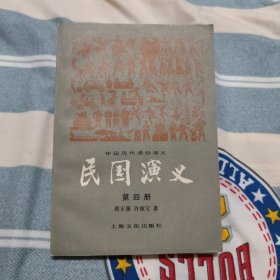 中国历代通俗演义
民国演义
第四册
蔡东藩 许廑父 著
上海文化出版社